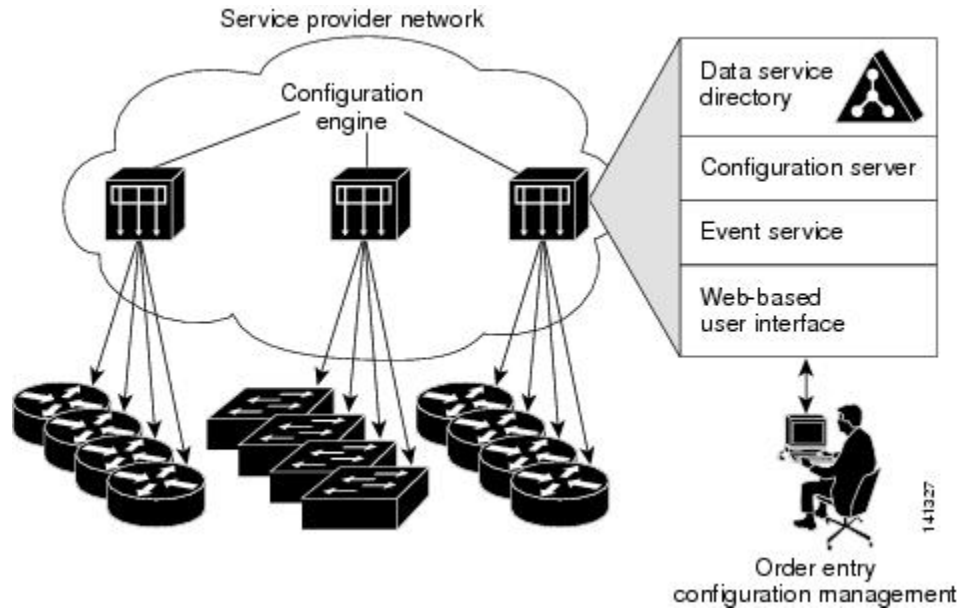 Service provider network
Configuration
engine
Data service
directory
Configuration server
Event service
Web-based
user interface
141327
Order entry
configuration management